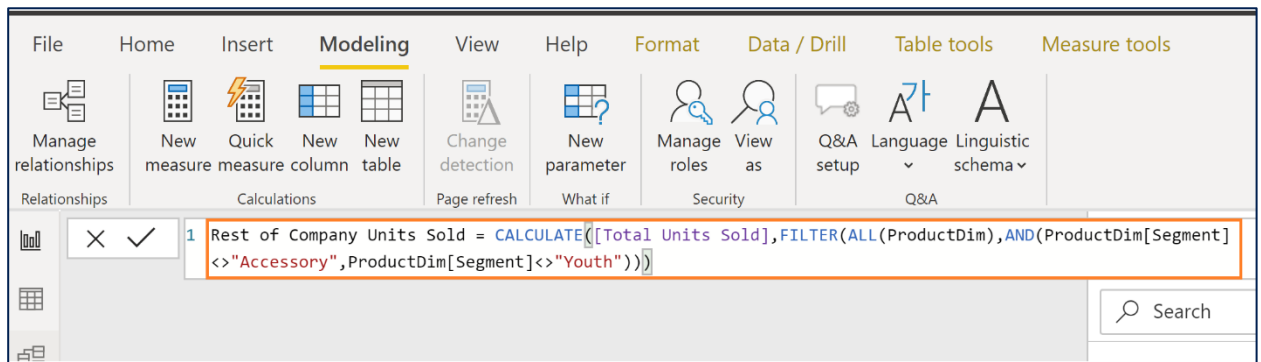 File Home Insert Modeling View Help Format Data / Drill Table tools Measure tools
Manage relationships
New measure
Quick measure
New column
New table
Change detection
New parameter
Manage roles
View as
Q&A setup
Language
Linguistic schema
Relationships Calculations Page refresh What if Security Q&A
1 Rest of Company Units Sold = CALCULATE([Total Units Sold],FILTER(ALL(ProductDim),AND(ProductDim[Segment]
<>"Accessory",ProductDim[Segment]<>"Youth")))
Search